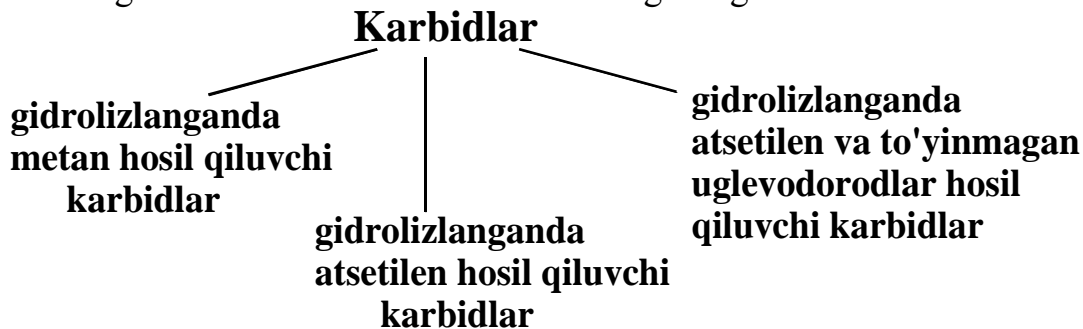 Karbidlar
gidrolizlanganda
metan hosil qiluvchi
karbidlar
gidrolizlanganda
atsetilen hosil qiluvchi
karbidlar
gidrolizlanganda
atsetilen va to'yinmagan
uglevodorodlar hosil
qiluvchi karbidlar